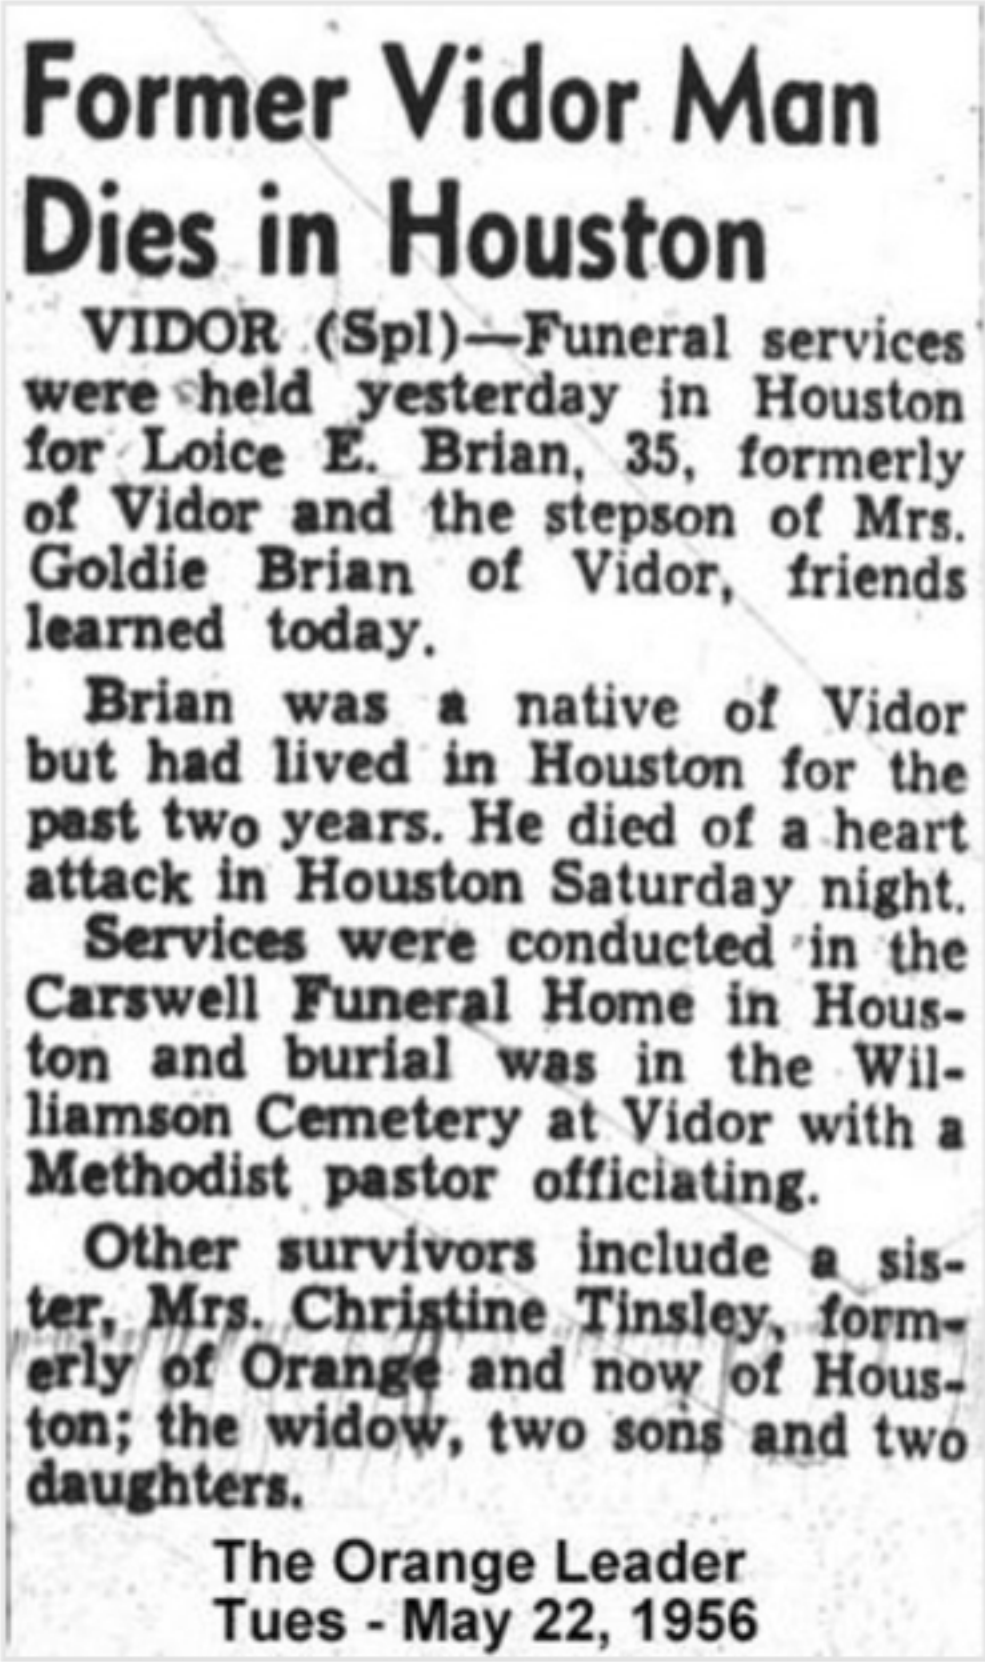 Former Vidor Man
Dies in Houston
VIDOR (Spl)—Funeral services
were held yesterday in Houston
for Loice E. Brian, 35, formerly
of Vidor and the stepson of Mrs.
Goldie Brian of Vidor, friends
learned today.
Brian was a native of Vidor
but had lived in Houston for the
past two years. He died of a heart
attack in Houston Saturday night.
Services were conducted in the
Carswell Funeral Home in Hous-
ton and burial was in the Wil-
liamson Cemetery at Vidor with a
Methodist pastor officiating.
Other survivors include a sis-
ter, Mrs. Christine Tinsley, form-
erly of Orange and now of Hous-
ton; the widow, two sons and two
daughters.
The Orange Leader
Tues - May 22, 1956